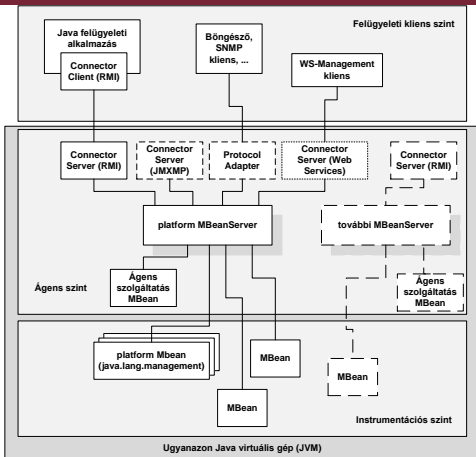 Felügyeleti kliens szint
Java felügyeleti
alkalmazás
Connector
Client (RMI)
Böngésző,
SNMP
kliens, ...
WS-Management
kliens
Connector
Server (RMI)
Connector
Server
(JMXMP)
Protocol
Adapter
Connector
Server (Web
Services)
Connector
Server (RMI)
platform MBeanServer
további MBeanServer
Ágens szint
Ágens
szolgáltatás
MBean
Ágens
szolgáltatás
MBean
platform Mbean
(java.lang.management)
MBean
MBean
MBean
Instrumentációs szint
Ugyanazon Java virtuális gép (JVM)